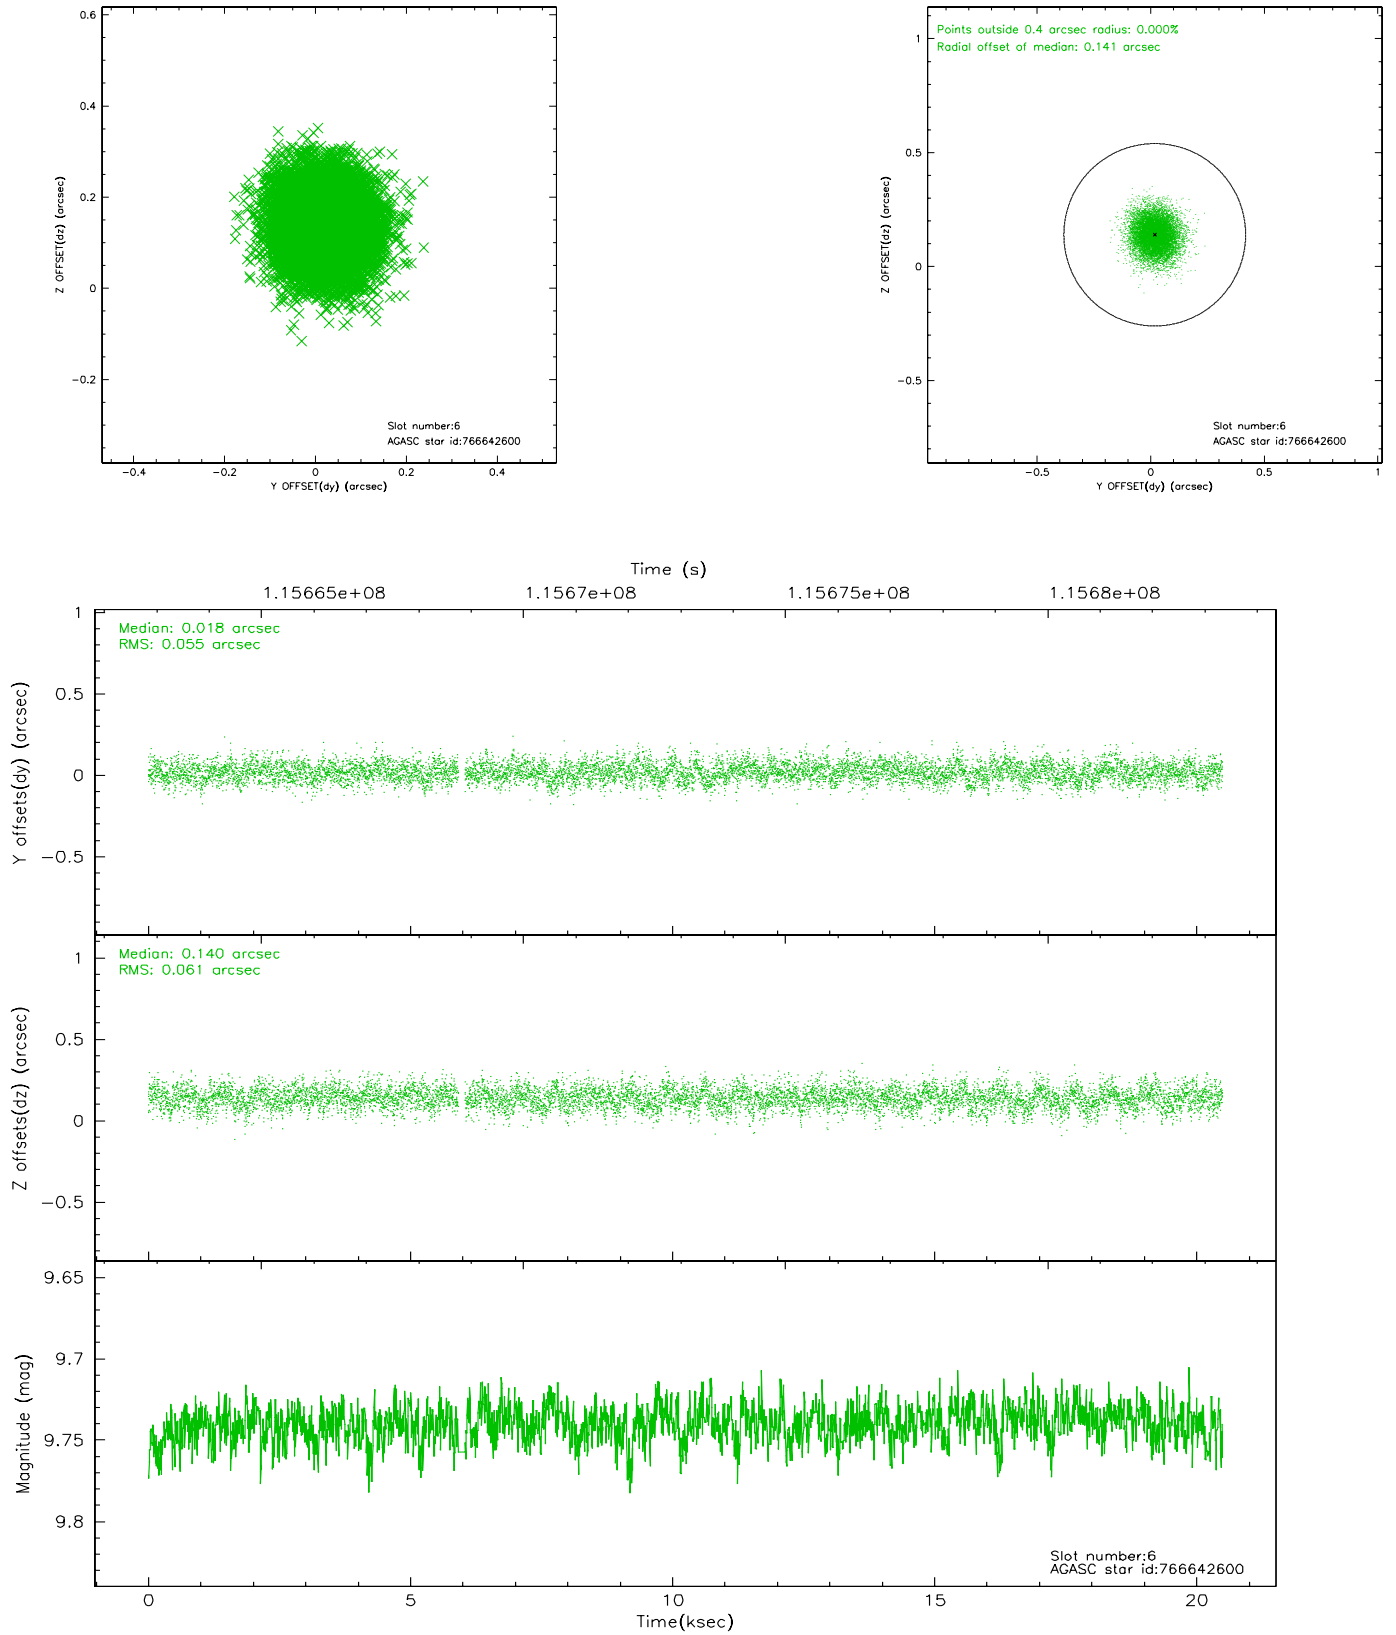 0.6
0.4
0.2
0
−0.2
Z OFFSET(dz) (arcsec)
Slot number:6
AGASC star id:766642600
−0.4
−0.2
0
0.2
0.4
Y OFFSET(dy) (arcsec)
Points outside 0.4 arcsec radius: 0.000%
Radial offset of median: 0.141 arcsec
1
0.5
0
−0.5
Z OFFSET(dz) (arcsec)
Slot number:6
AGASC star id:766642600
−0.5
0
0.5
1
Y OFFSET(dy) (arcsec)
Time (s)
1.15665e+08
1.1567e+08
1.15675e+08
1.1568e+08
Median: 0.018 arcsec
RMS: 0.055 arcsec
1
0.5
0
−0.5
Y offsets(dy) (arcsec)
Median: 0.140 arcsec
RMS: 0.061 arcsec
1
0.5
0
−0.5
Z offsets(dz) (arcsec)
9.65
9.7
9.75
9.8
Magnitude (mag)
Slot number:6
AGASC star id:766642600
0
5
10
15
20
Time(ksec)